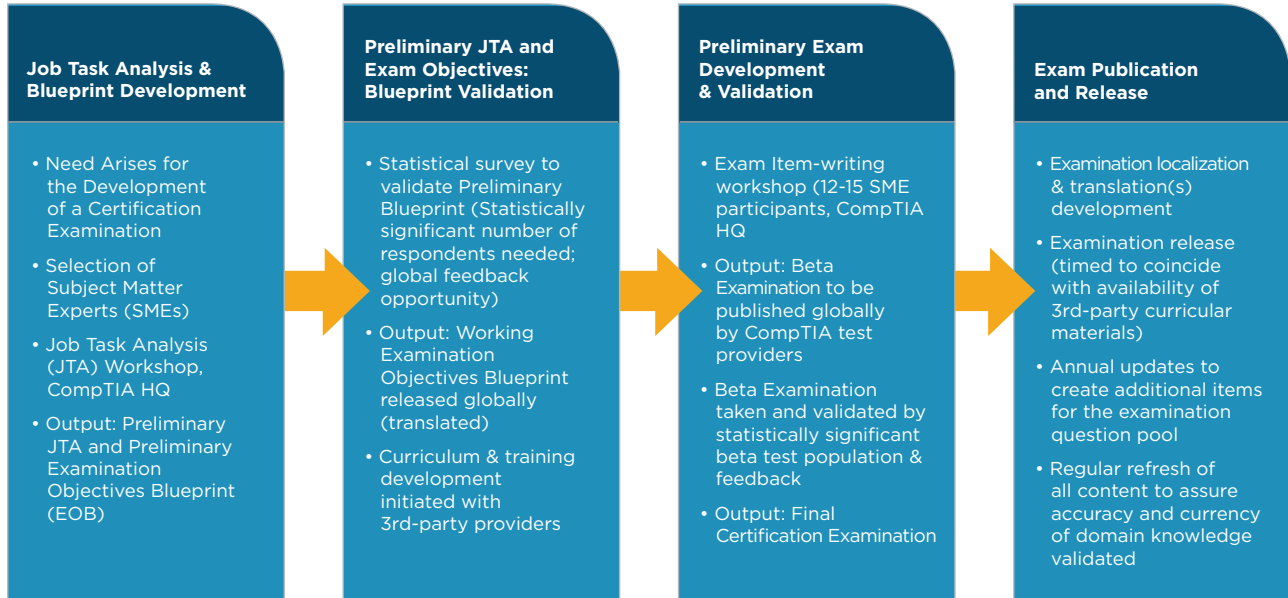 Job Task Analysis &
Blueprint Development
• Need Arises for
the Development
of a Certification
Examination
• Selection of
Subject Matter
Experts (SMEs)
• Job Task Analysis
(JTA) Workshop,
CompTIA HQ
• Output: Preliminary
JTA and Preliminary
Examination
Objectives Blueprint
(EOB)
Preliminary JTA and
Exam Objectives:
Blueprint Validation
• Statistical survey to
validate Preliminary
Blueprint (Statistically
significant number of
respondents needed;
global feedback
opportunity)
• Output: Working
Examination
Objectives Blueprint
released globally
(translated)
• Curriculum & training
development
initiated with
3rd-party providers
Preliminary Exam
Development
& Validation
• Exam Item-writing
workshop (12-15 SME
participants, CompTIA
HQ
• Output: Beta
Examination to be
published globally
by CompTIA test
providers
• Beta Examination
taken and validated by
statistically significant
beta test population &
feedback
• Output: Final
Certification Examination
Exam Publication
and Release
• Examination localization
& translation(s)
development
• Examination release
(timed to coincide
with availability of
3rd-party curricular
materials)
• Annual updates to
create additional items
for the examination
question pool
• Regular refresh of
all content to assure
accuracy and currency
of domain knowledge
validated